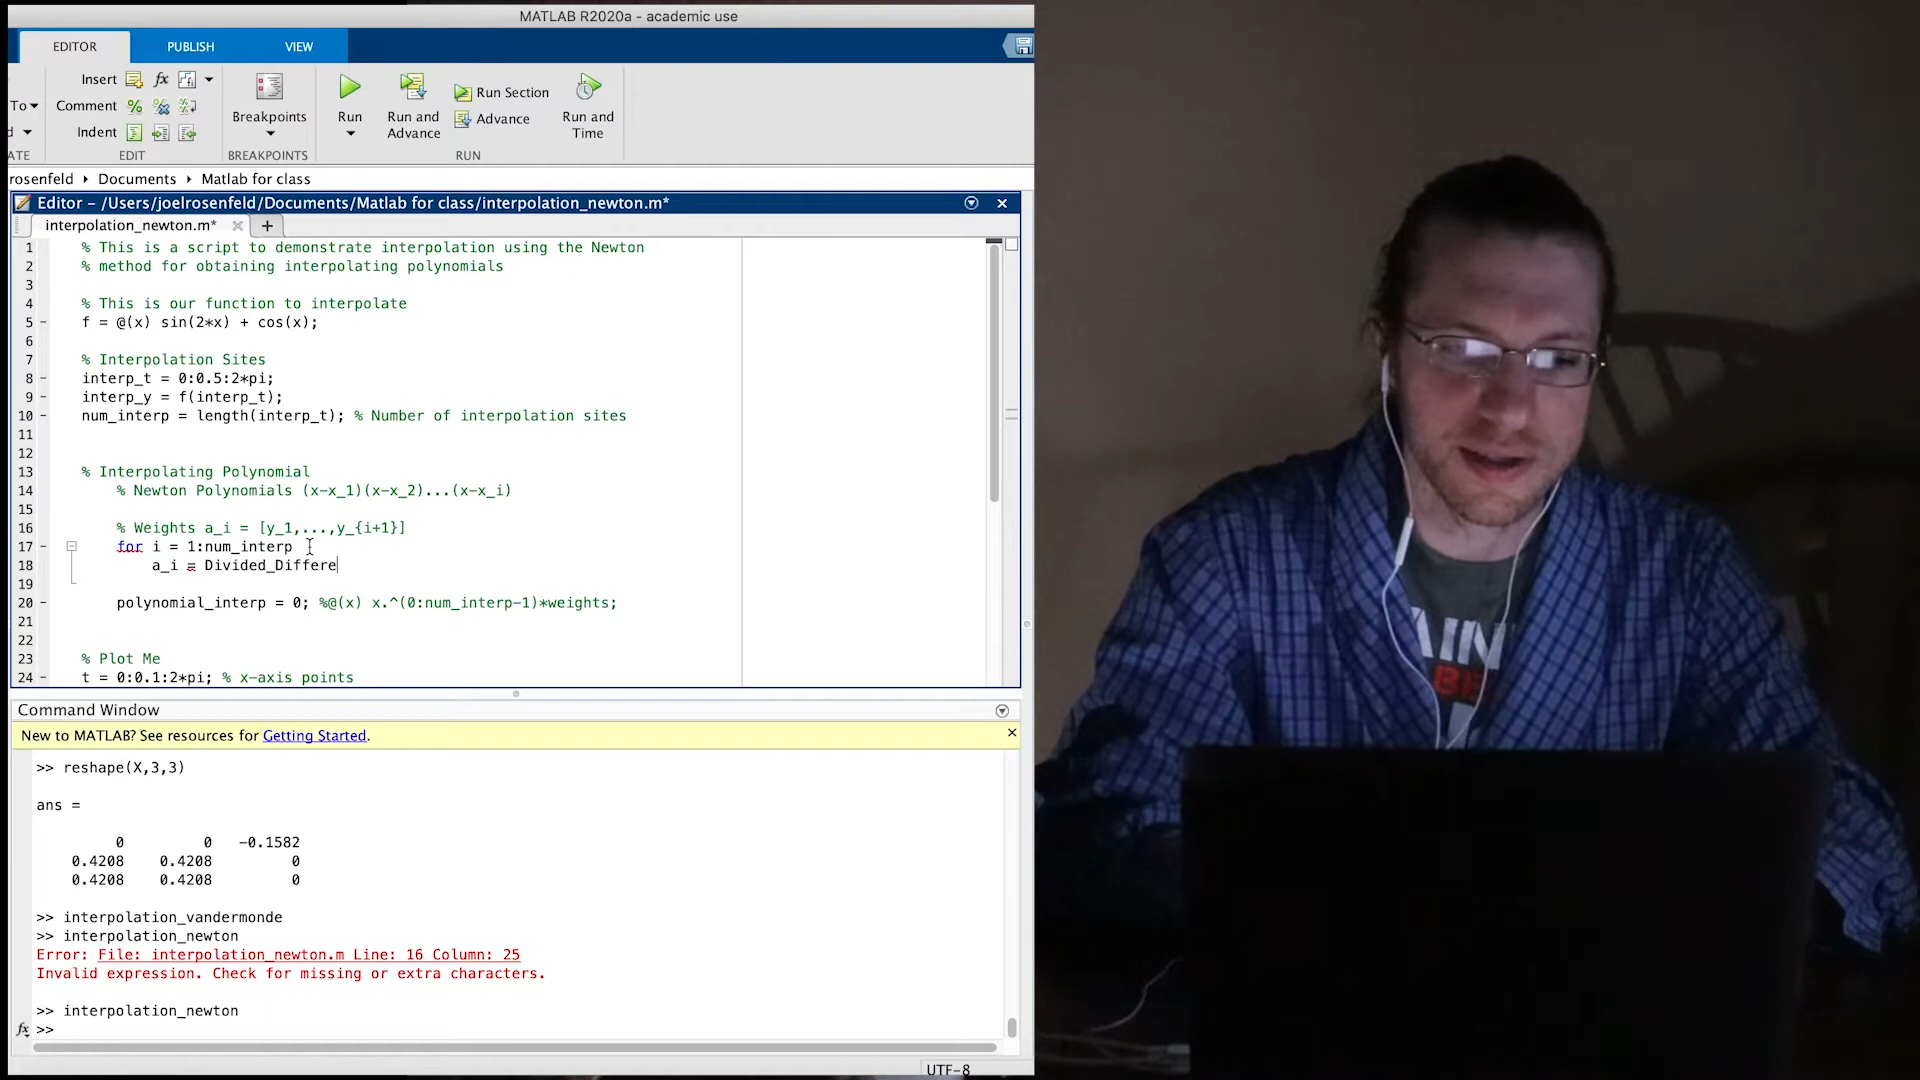 MATLAB R2020a - academic use
EDITOR PUBLISH VIEW
Insert fx
To Comment % Breakpoints Run Run and Advance Run Section Advance Run and Time
d Indent
ATE EDIT BREAKPOINTS RUN
rosenfeld Documents Matlab for class
Editor – /Users/joelrosenfeld/Documents/Matlab for class/interpolation_newton.m*
interpolation_newton.m* +
1 % This is a script to demonstrate interpolation using the Newton
2 % method for obtaining interpolating polynomials
3
4 % This is our function to interpolate
5 - f = @(x) sin(2*x) + cos(x);
6
7 % Interpolation Sites
8 - interp_t = 0:0.5:2*pi;
9 - interp_y = f(interp_t);
10 - num_interp = length(interp_t); % Number of interpolation sites
11
12
13 % Interpolating Polynomial
14 % Newton Polynomials (x-x_1)(x-x_2)...(x-x_i)
15
16 % Weights a_i = [y_1,...,y_{i+1}]
17 - for i = 1:num_interp
18 - a_i = Divided_Differe
19
20 - polynomial_interp = 0; %@(x) x.^(0:num_interp-1)*weights;
21
22
23 % Plot Me
24 - t = 0:0.1:2*pi; % x-axis points
Command Window
New to MATLAB? See resources for Getting Started.
>> reshape(X,3,3)
ans =
0 0 -0.1582
0.4208 0.4208 0
0.4208 0.4208 0
>> interpolation_vandermonde
>> interpolation_newton
Error: File: interpolation_newton.m Line: 16 Column: 25
Invalid expression. Check for missing or extra characters.
>> interpolation_newton
fx >>
UTF-8